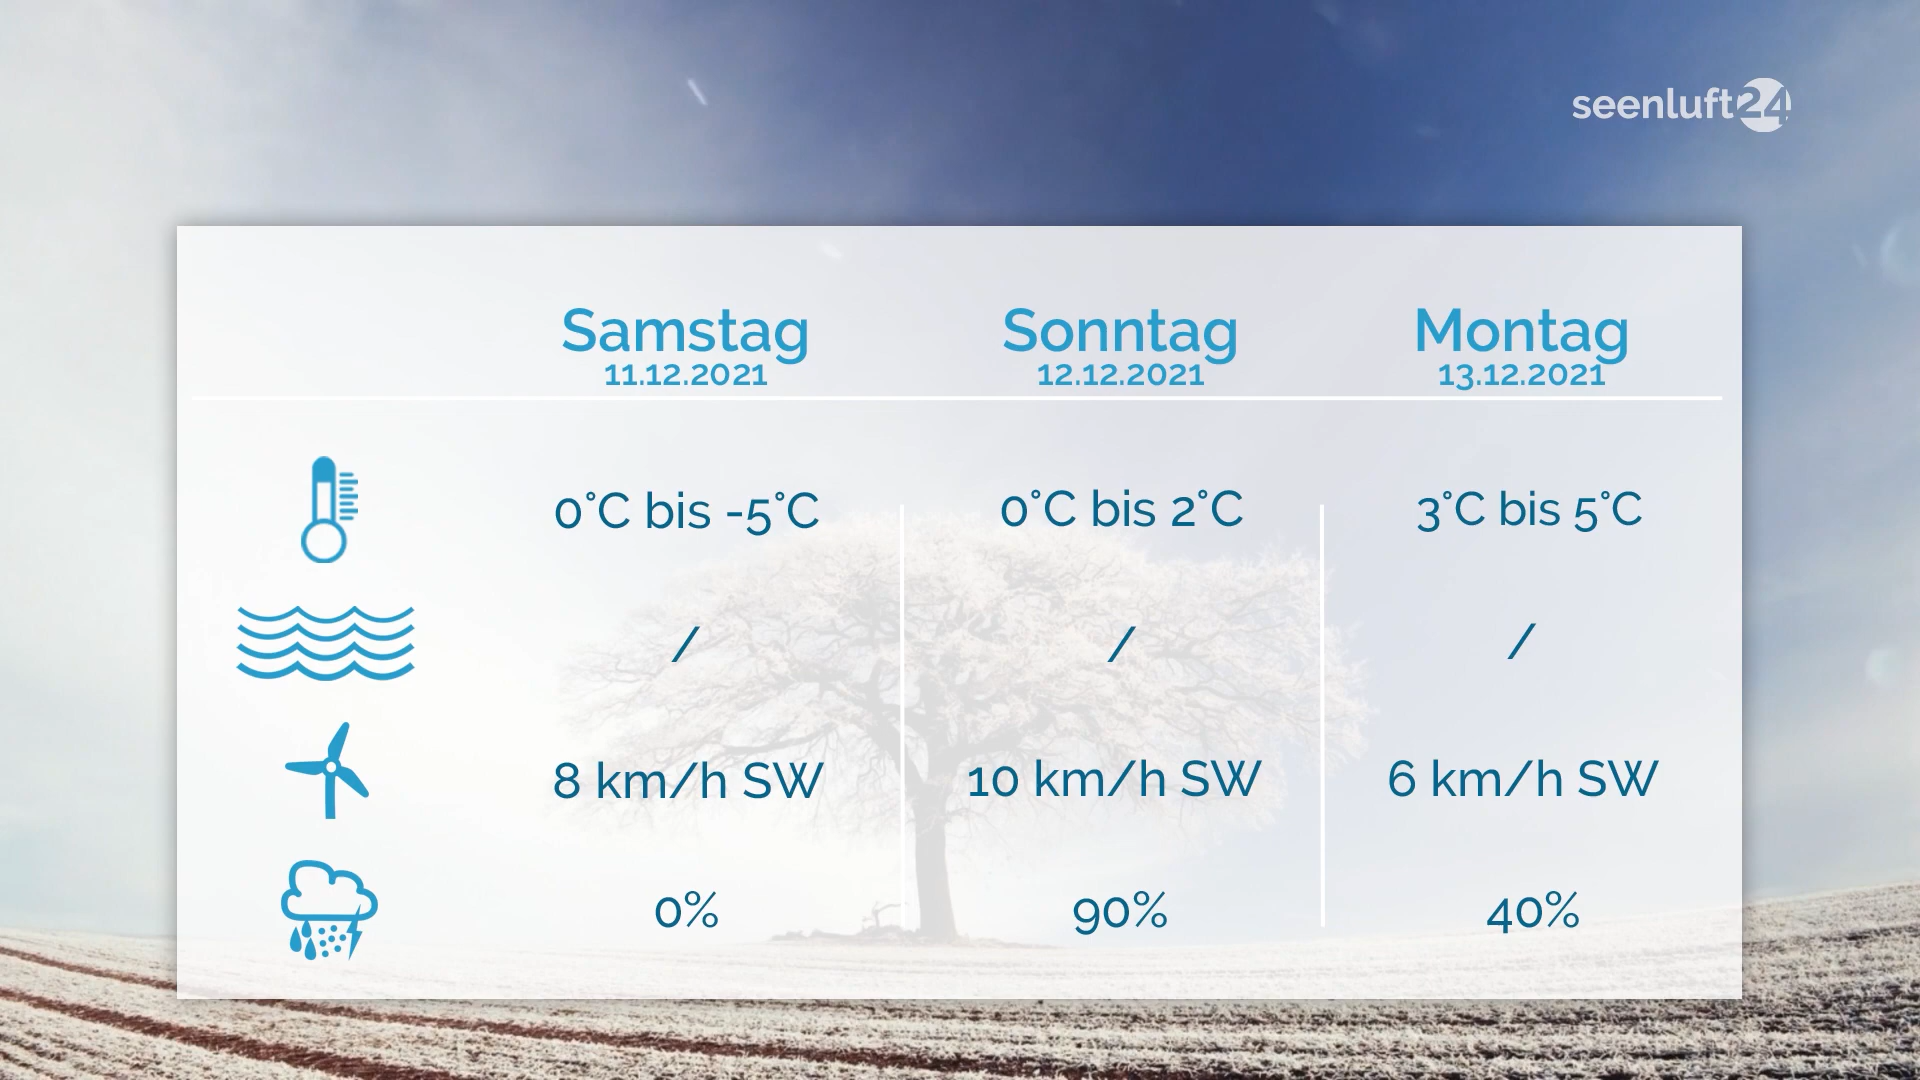 seenluft24
Samstag Sonntag Montag
11.12.2021 12.12.2021 13.12.2021
0°C bis -5°C 0°C bis 2°C 3°C bis 5°C
/ / /
8 km/h SW 10 km/h SW 6 km/h SW
0% 90% 40%